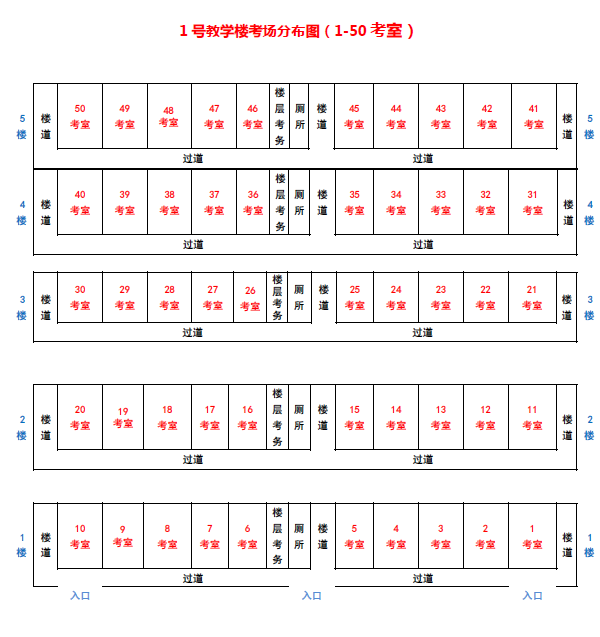 1号教学楼考场分布图（1-50考室）
5楼 楼道 50考室 49考室 48考室 47考室 46考室 楼层考务 厕所 楼道 45考室 44考室 43考室 42考室 41考室 楼道 5楼
过道 过道
4楼 楼道 40考室 39考室 38考室 37考室 36考室 楼层考务 厕所 楼道 35考室 34考室 33考室 32考室 31考室 楼道 4楼
过道 过道
3楼 楼道 30考室 29考室 28考室 27考室 26考室 楼层考务 厕所 楼道 25考室 24考室 23考室 22考室 21考室 楼道 3楼
过道 过道
2楼 楼道 20考室 19考室 18考室 17考室 16考室 楼层考务 厕所 楼道 15考室 14考室 13考室 12考室 11考室 楼道 2楼
过道 过道
1楼 楼道 10考室 9考室 8考室 7考室 6考室 楼层考务 厕所 楼道 5考室 4考室 3考室 2考室 1考室 楼道 1楼
过道 过道
入口 入口 入口